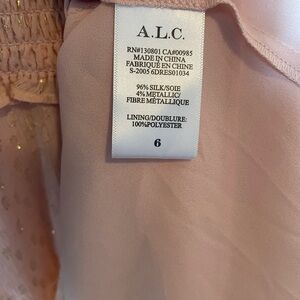 A.L.C.
RN#130801 CA#00985
MADE IN CHINA
FABRIQUÉ EN CHINE
S-2005 6DRES01034
96% SILK/SOIE
4% METALLIC/
FIBRE MÉTALLIQUE
LINING/DOUBLURE:
100%POLYESTER
6